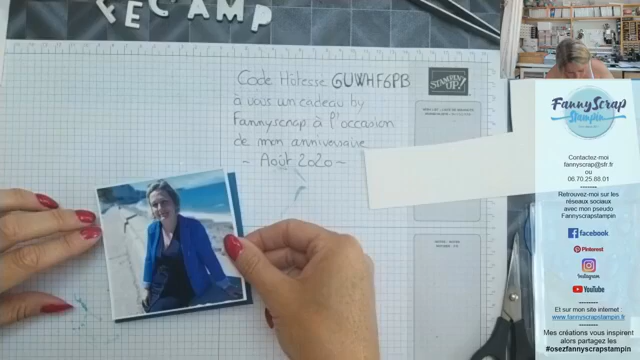 FECAMP
Code Hôtesse GUWHF6PB
à vous un cadeau by
Fannyscrap à l'occasion
de mon anniversaire
~ Août 2020 ~
STAMPIN' UP!
FANNYSCRAP
Stampin
Contactez-moi
fannyscrap@sfr.fr
ou
06.70.25.88.01
--------
Retrouvez-moi sur les
réseaux sociaux
avec mon pseudo
Fannyscrapstampin
facebook
Pinterest
Instagram
YouTube
--------
Et sur mon site internet :
www.fannyscrapstampin.fr
--------
Mes créations vous inspirent
alors partagez les
#osezfannyscrapstampin